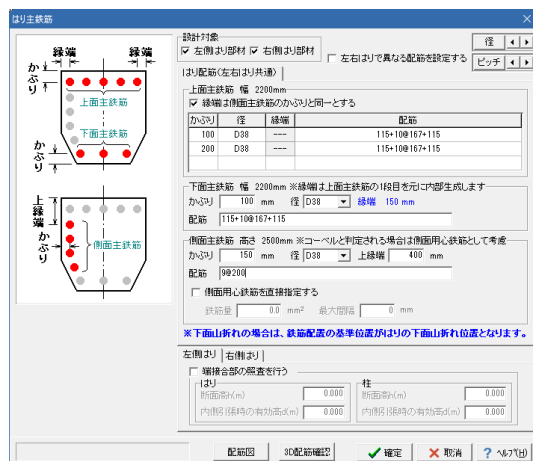 はり主鉄筋
設計対象
左側はり部材 右側はり部材
左右はりで異なる配筋を設定する
径
ピッチ
はり配筋(左右はり共通)
上面主鉄筋 幅 2200mm
縁端は側面主鉄筋のかぶりと同一とする
かぶり 径 縁端 配筋
100 D38 --- 115+10@167+115
200 D38 --- 115+10@167+115
下面主鉄筋 幅 2200mm ※縁端は上面主鉄筋の1段目を元に内部生成します
かぶり 100 mm 径 D38 縁端 150 mm
配筋 115+10@167+115
側面主鉄筋 高さ 2500mm ※コーベルと判定される場合は側面用心鉄筋として考慮
かぶり 150 mm 径 D38 上縁端 400 mm
配筋 9@200
側面用心鉄筋を直接指定する
鉄筋量 0.0 mm² 最大間隔 0 mm
※下面山折れの場合は、鉄筋配置の基準位置がはりの下面山折れ位置となります。
左側はり 右側はり
端接合部の照査を行う
はり
断面高h(m) 0.000
内側引張時の有効高d(m) 0.000
柱
断面高h(m) 0.000
内側引張時の有効高d(m) 0.000
縁端 縁端
かぶり
上面主鉄筋
下面主鉄筋
かぶり
上縁端
かぶり
側面主鉄筋
配筋図 3D配筋確認 確定 取消 ? ヘルプ(H)